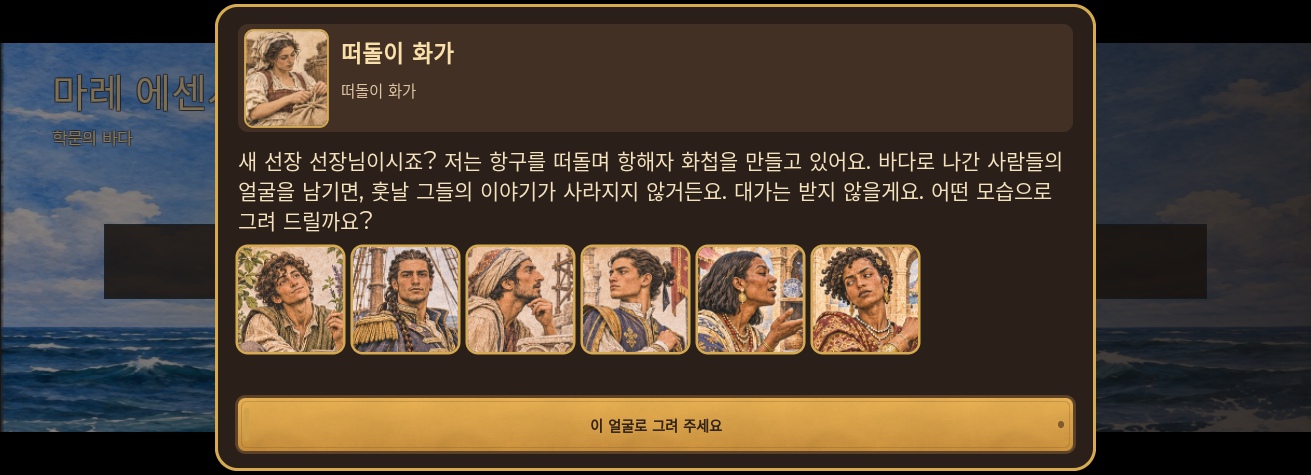 마레 에센
학문의 바다
떠돌이 화가
떠돌이 화가
새 선장 선장님이시죠? 저는 항구를 떠돌며 항해자 화첩을 만들고 있어요. 바다로 나간 사람들의
얼굴을 남기면, 훗날 그들의 이야기가 사라지지 않거든요. 대가는 받지 않을게요. 어떤 모습으로
그려 드릴까요?
이 얼굴로 그려 주세요